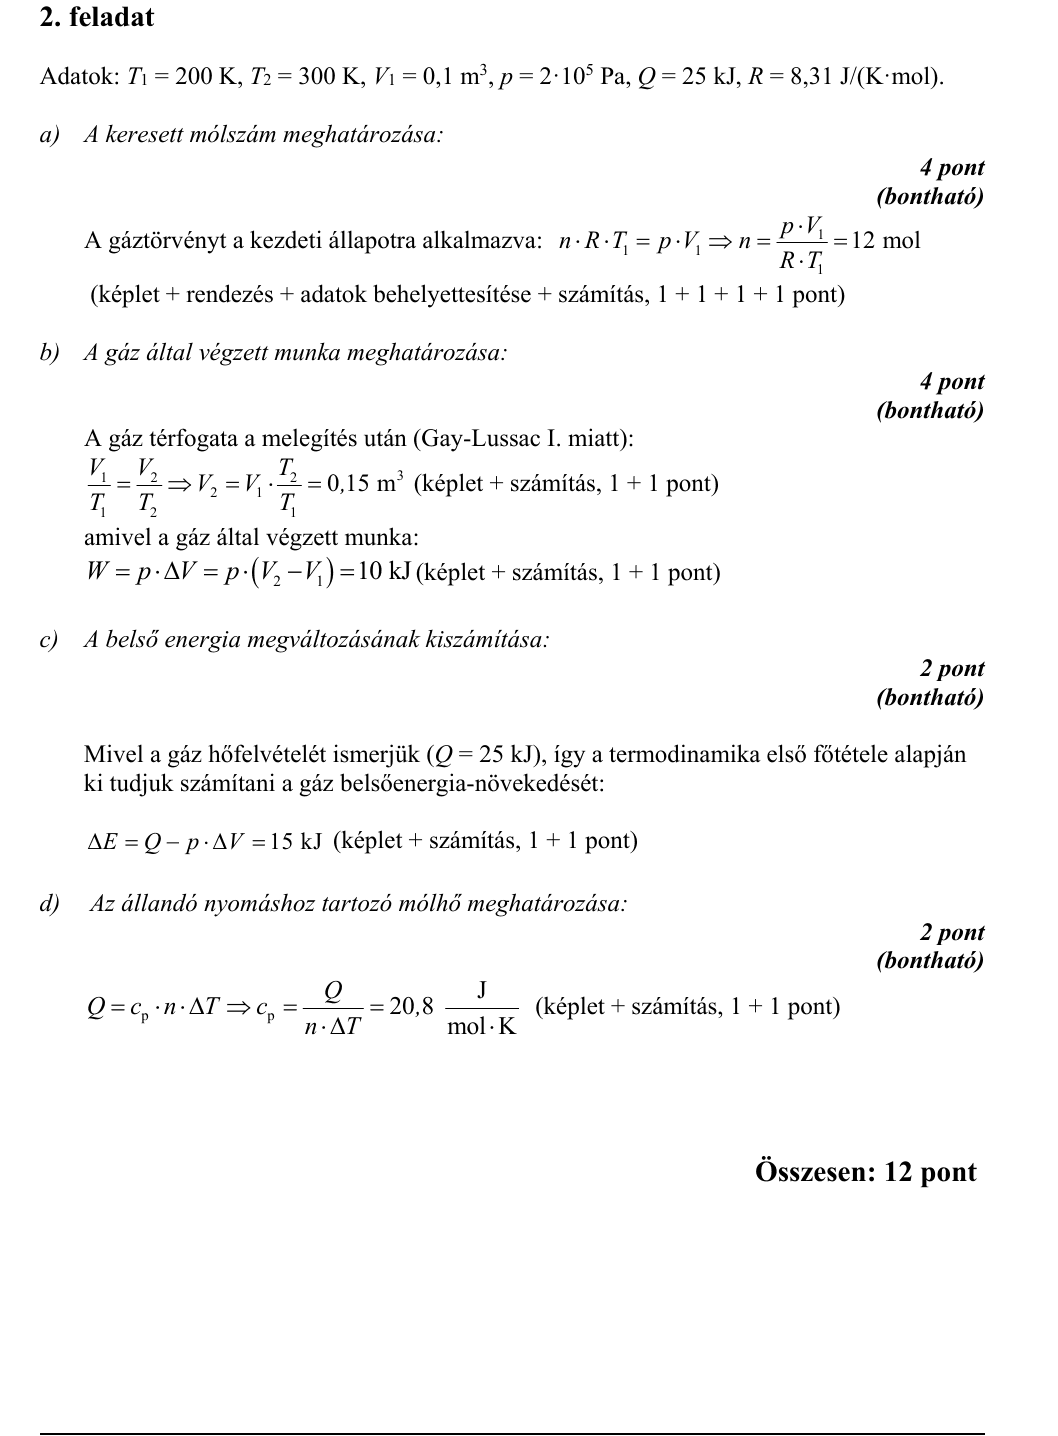 2. feladat
Adatok: T1 = 200 K, T2 = 300 K, V1 = 0,1 m³, p = 2·10⁵ Pa, Q = 25 kJ, R = 8,31 J/(K·mol).
a) A keresett mólszám meghatározása:
4 pont
(bontható)
A gáztörvényt a kezdeti állapotra alkalmazva: n · R · T₁ = p · V₁ ⇒ n = (p · V₁)/(R · T₁) = 12 mol
(képlet + rendezés + adatok behelyettesítése + számítás, 1 + 1 + 1 + 1 pont)
b) A gáz által végzett munka meghatározása:
4 pont
(bontható)
A gáz térfogata a melegítés után (Gay-Lussac I. miatt):
V₁/T₁ = V₂/T₂ ⇒ V₂ = V₁ · T₂/T₁ = 0,15 m³ (képlet + számítás, 1 + 1 pont)
amivel a gáz által végzett munka:
W = p · ΔV = p · (V₂ − V₁) = 10 kJ (képlet + számítás, 1 + 1 pont)
c) A belső energia megváltozásának kiszámítása:
2 pont
(bontható)
Mivel a gáz hőfelvételét ismerjük (Q = 25 kJ), így a termodinamika első főtétele alapján
ki tudjuk számítani a gáz belsőenergia-növekedését:
ΔE = Q − p · ΔV = 15 kJ (képlet + számítás, 1 + 1 pont)
d) Az állandó nyomáshoz tartozó mólhő meghatározása:
2 pont
(bontható)
Q = cₚ · n · ΔT ⇒ cₚ = Q/(n · ΔT) = 20,8 J/(mol · K) (képlet + számítás, 1 + 1 pont)
Összesen: 12 pont